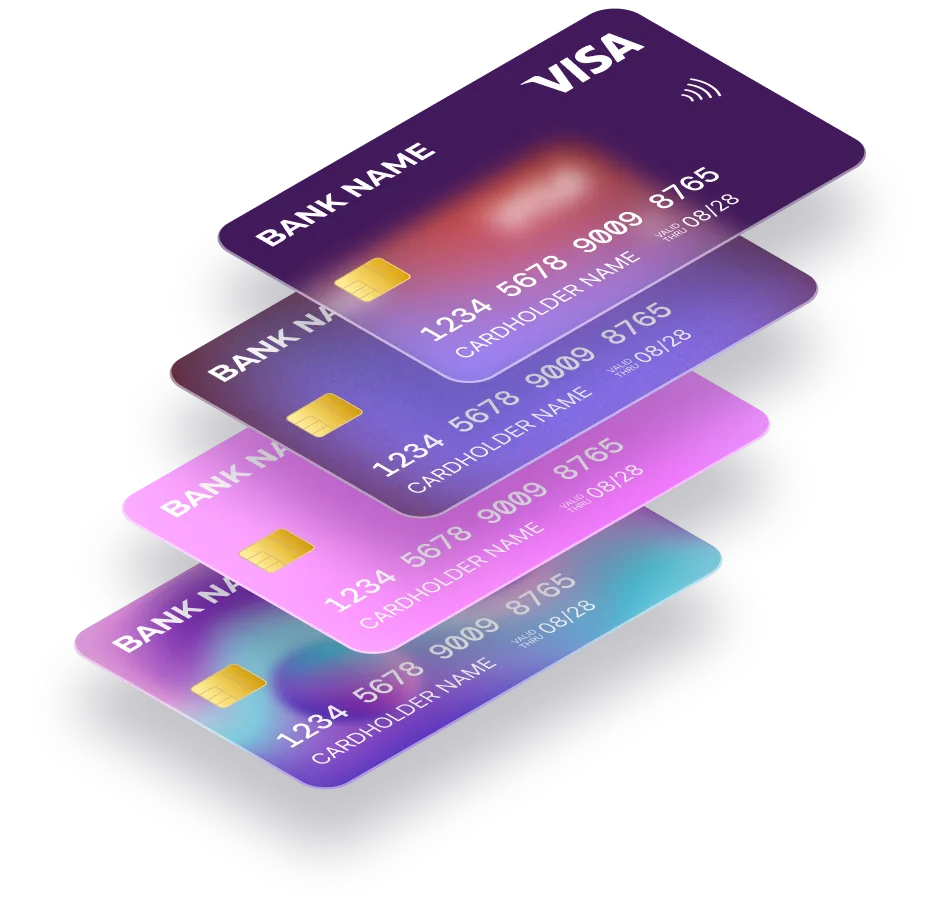 VISA
BANK NAME
1234 5678 9009 8765
CARDHOLDER NAME
VALID
THRU 08/28
BANK NA
1234 5678 9009 8765
CARDHOLDER NAME
VALID
THRU 08/28
BANK NA
1234 5678 9009 8765
CARDHOLDER NAME
VALID
THRU 08/28
BANK NA
1234 5678 9009 8765
CARDHOLDER NAME
VALID
THRU 08/28